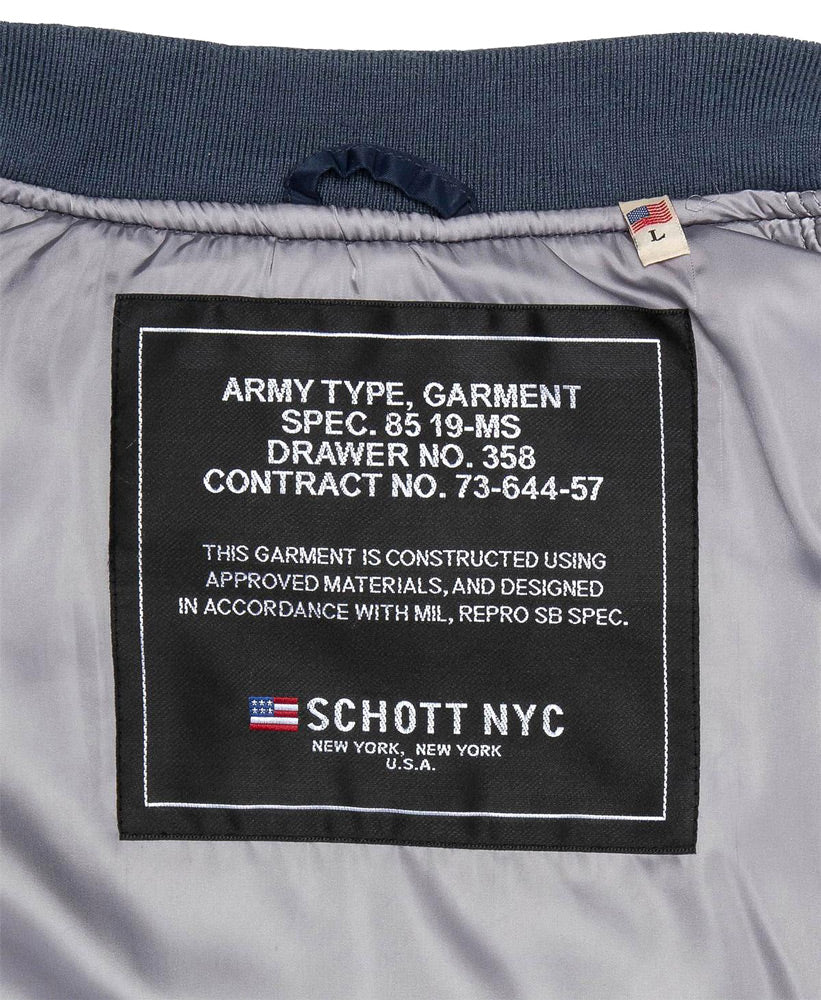 L
ARMY TYPE, GARMENT
SPEC. 85 19-MS
DRAWER NO. 358
CONTRACT NO. 73-644-57
THIS GARMENT IS CONSTRUCTED USING
APPROVED MATERIALS, AND DESIGNED
IN ACCORDANCE WITH MIL, REPRO SB SPEC.
SCHOTT NYC
NEW YORK, NEW YORK
U.S.A.